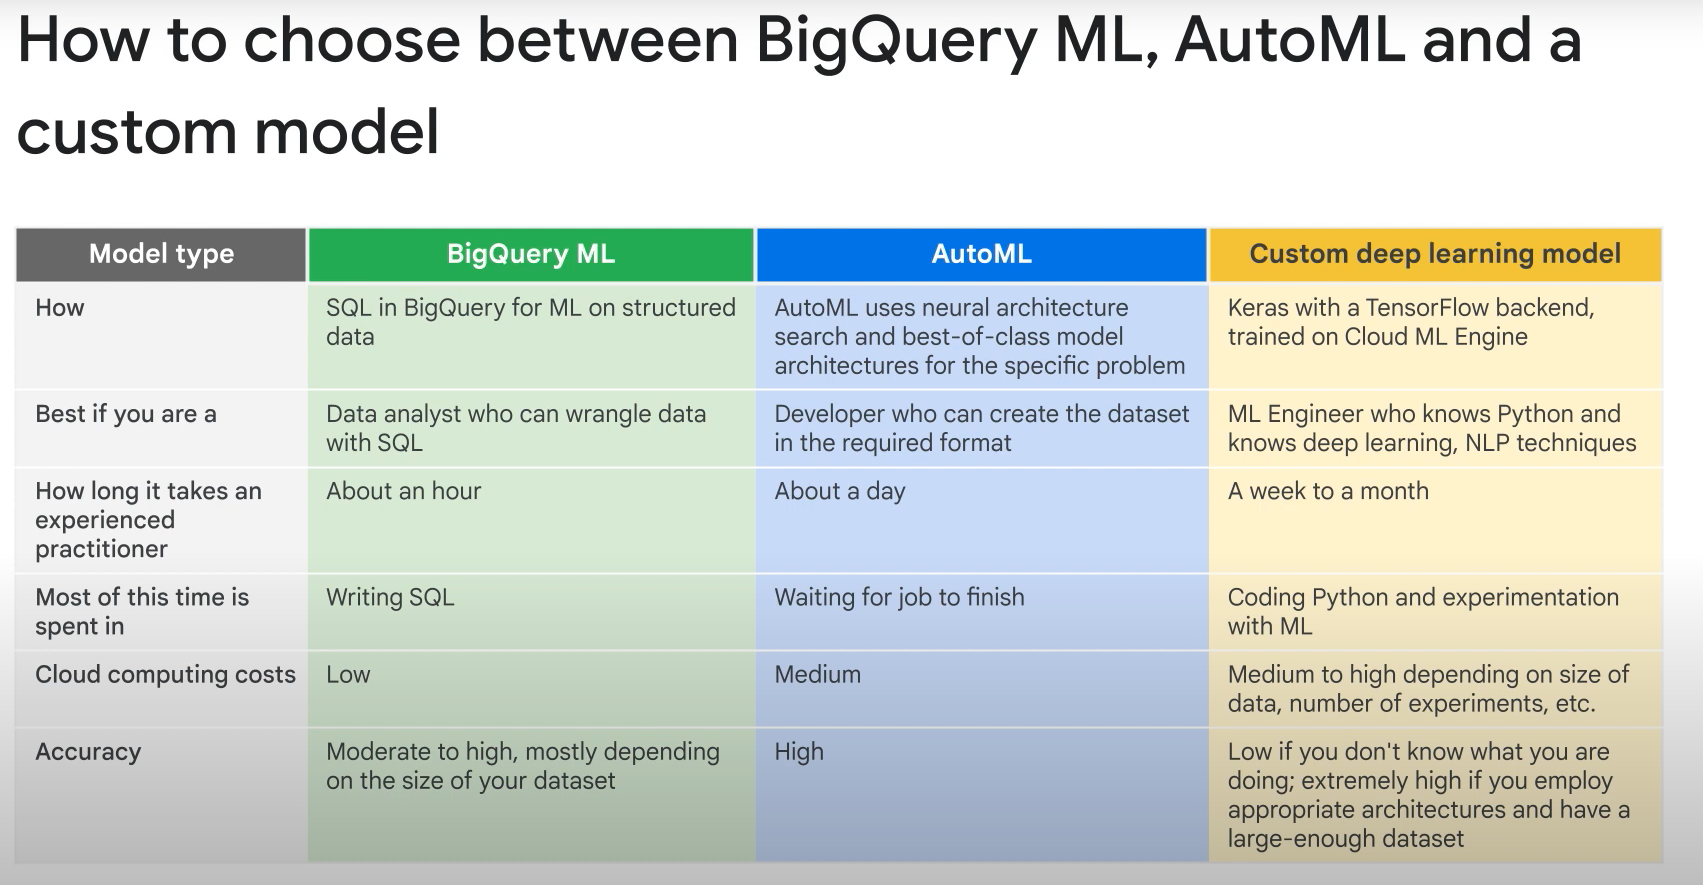 How to choose between BigQuery ML, AutoML and a
custom model
Model type
BigQuery ML
AutoML
Custom deep learning model
How
SQL in BigQuery for ML on structured
data
AutoML uses neural architecture
search and best-of-class model
architectures for the specific problem
Keras with a TensorFlow backend,
trained on Cloud ML Engine
Best if you are a
Data analyst who can wrangle data
with SQL
Developer who can create the dataset
in the required format
ML Engineer who knows Python and
knows deep learning, NLP techniques
How long it takes an
experienced
practitioner
About an hour
About a day
A week to a month
Most of this time is
spent in
Writing SQL
Waiting for job to finish
Coding Python and experimentation
with ML
Cloud computing costs
Low
Medium
Medium to high depending on size of
data, number of experiments, etc.
Accuracy
Moderate to high, mostly depending
on the size of your dataset
High
Low if you don't know what you are
doing; extremely high if you employ
appropriate architectures and have a
large-enough dataset